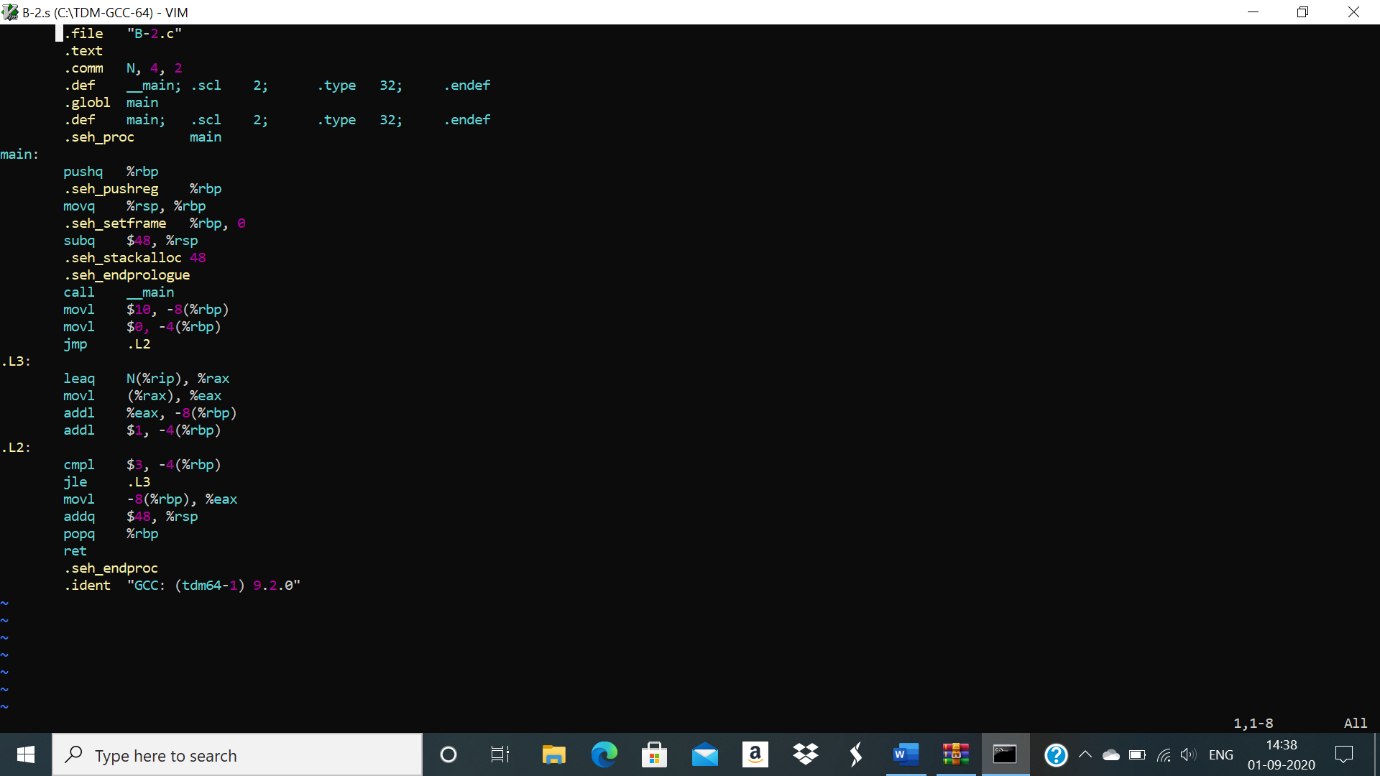 B-2.s (C:\TDM-GCC-64) - VIM
.file "B-2.c"
.text
.comm N, 4, 2
.def __main; .scl 2; .type 32; .endef
.globl main
.def main; .scl 2; .type 32; .endef
.seh_proc main
main:
pushq %rbp
.seh_pushreg %rbp
movq %rsp, %rbp
.seh_setframe %rbp, 0
subq $48, %rsp
.seh_stackalloc 48
.seh_endprologue
call __main
movl $10, -8(%rbp)
movl $0, -4(%rbp)
jmp .L2
.L3:
leaq N(%rip), %rax
movl (%rax), %eax
addl %eax, -8(%rbp)
addl $1, -4(%rbp)
.L2:
cmpl $3, -4(%rbp)
jle .L3
movl -8(%rbp), %eax
addq $48, %rsp
popq %rbp
ret
.seh_endproc
.ident "GCC: (tdm64-1) 9.2.0"
~
~
~
~
~
~
~
1,1-8 All
Type here to search
ENG
14:38
01-09-2020